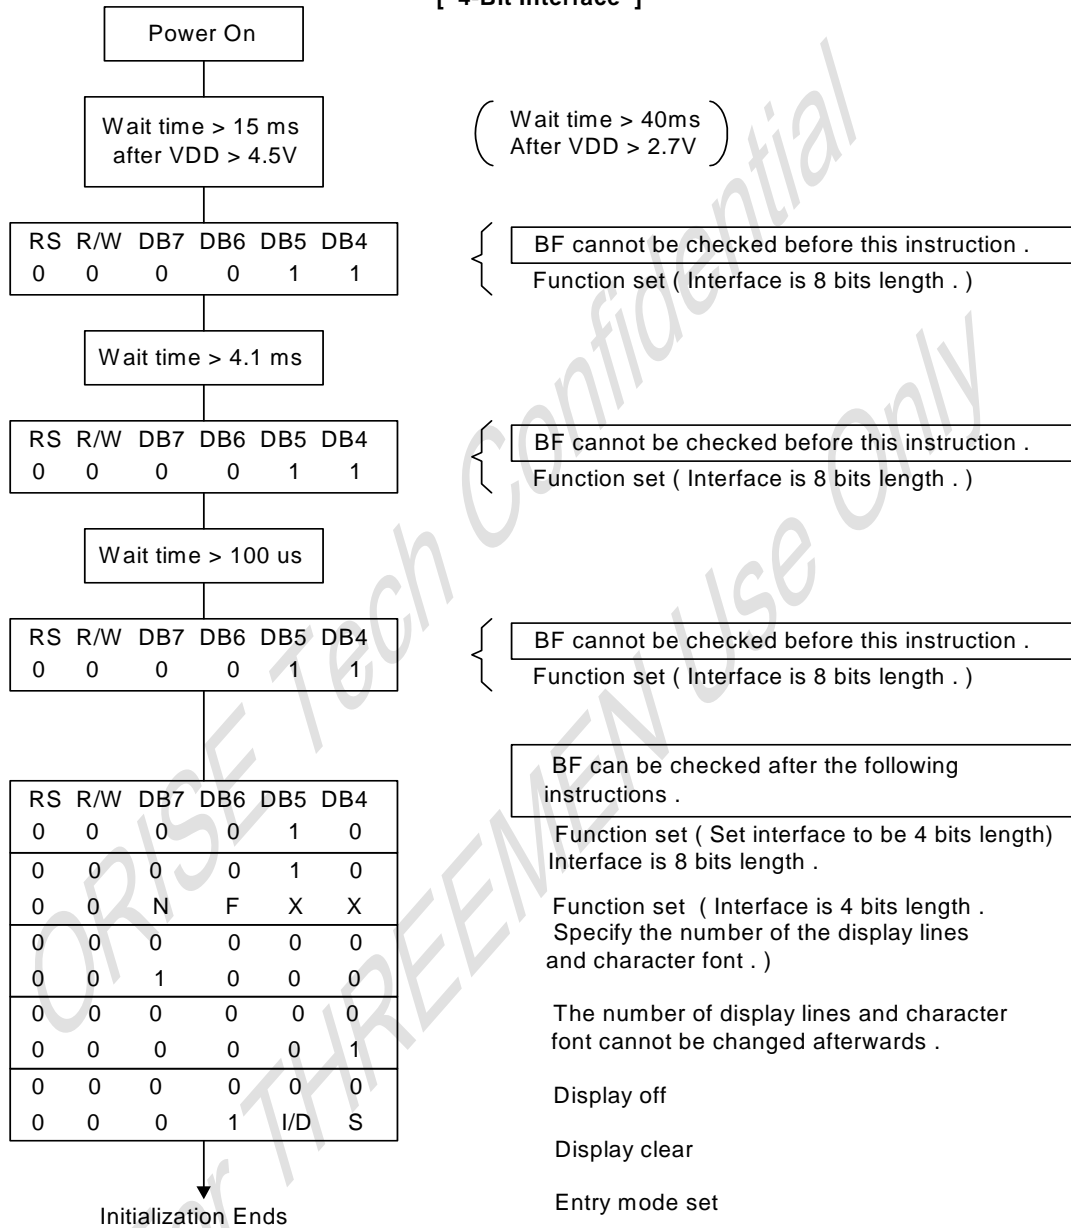 [ 4-Bit Interface ]
Power On
Wait time > 15 ms
after VDD > 4.5V
Wait time > 40ms
After VDD > 2.7V
RS R/W DB7 DB6 DB5 DB4
0 0 0 0 1 1
BF cannot be checked before this instruction .
Function set ( Interface is 8 bits length . )
Wait time > 4.1 ms
RS R/W DB7 DB6 DB5 DB4
0 0 0 0 1 1
BF cannot be checked before this instruction .
Function set ( Interface is 8 bits length . )
Wait time > 100 us
RS R/W DB7 DB6 DB5 DB4
0 0 0 0 1 1
BF cannot be checked before this instruction .
Function set ( Interface is 8 bits length . )
RS R/W DB7 DB6 DB5 DB4
0 0 0 0 1 0
0 0 0 0 1 0
0 0 N F X X
0 0 0 0 0 0
0 0 1 0 0 0
0 0 0 0 0 0
0 0 0 0 0 1
0 0 0 0 0 0
0 0 0 1 I/D S
Initialization Ends
BF can be checked after the following
instructions .
Function set ( Set interface to be 4 bits length)
Interface is 8 bits length .
Function set ( Interface is 4 bits length .
Specify the number of the display lines
and character font . )
The number of display lines and character
font cannot be changed afterwards .
Display off
Display clear
Entry mode set
ORISE Tech Confidential
For THREEMEN Use Only